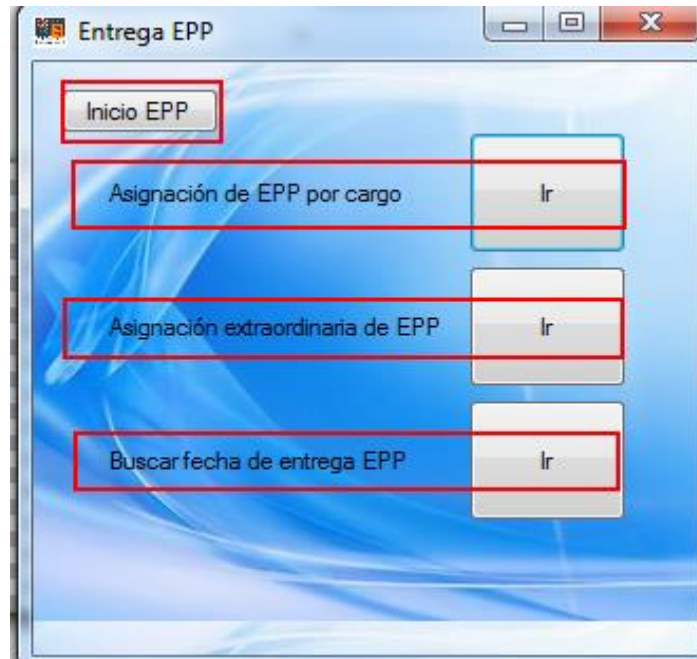 Entrega EPP
Inicio EPP
Asignación de EPP por cargo Ir
Asignación extraordinaria de EPP Ir
Buscar fecha de entrega EPP Ir